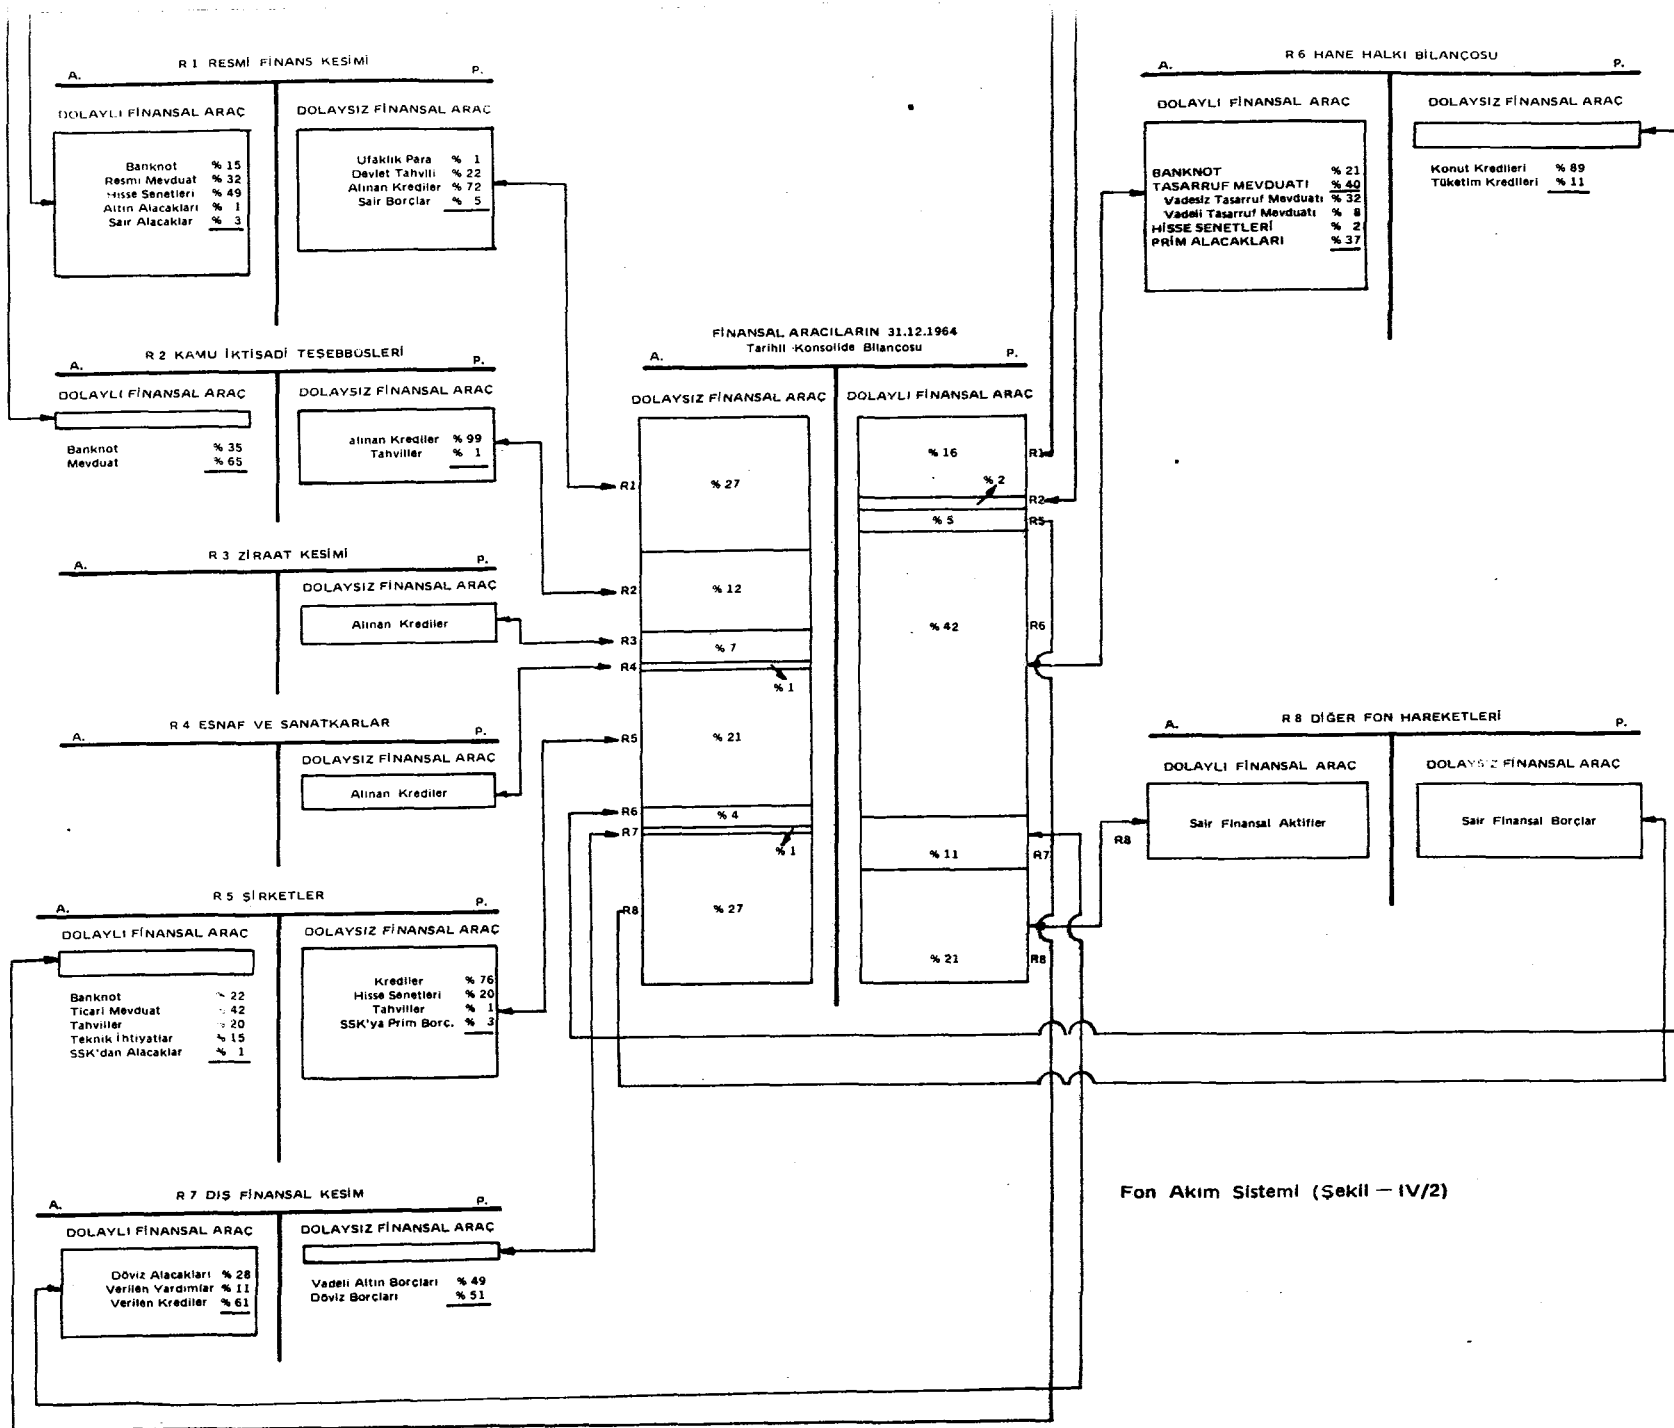 R 1 RESMİ FİNANS KESİMİ
A. P.
DOLAYLI FİNANSAL ARAÇ
Banknot % 15
Resmi Mevduat % 32
Hisse Senetleri % 49
Altın Alacakları % 1
Sair Alacaklar % 3
DOLAYSIZ FİNANSAL ARAÇ
Ufaklık Para % 1
Devlet Tahvili % 22
Alınan Krediler % 72
Sair Borçlar % 5
R 2 KAMU İKTİSADİ TEŞEBBÜSLERİ
A. P.
DOLAYLI FİNANSAL ARAÇ
Banknot % 35
Mevduat % 65
DOLAYSIZ FİNANSAL ARAÇ
alınan Krediler % 99
Tahviller % 1
R 3 ZİRAAT KESİMİ
A. P.
DOLAYSIZ FİNANSAL ARAÇ
Alınan Krediler
R 4 ESNAF VE SANATKARLAR
A. P.
DOLAYSIZ FİNANSAL ARAÇ
Alınan Krediler
R 5 ŞİRKETLER
A. P.
DOLAYLI FİNANSAL ARAÇ
Banknot % 22
Ticari Mevduat % 42
Tahviller % 20
Teknik İhtiyatlar % 15
SSK'dan Alacaklar % 1
DOLAYSIZ FİNANSAL ARAÇ
Krediler % 76
Hisse Senetleri % 20
Tahviller % 1
SSK'ya Prim Borç. % 3
R 7 DIŞ FİNANSAL KESİM
A. P.
DOLAYLI FİNANSAL ARAÇ
Döviz Alacakları % 28
Verilen Yardımlar % 11
Verilen Krediler % 61
DOLAYSIZ FİNANSAL ARAÇ
Vadeli Altın Borçları % 49
Döviz Borçları % 51
FİNANSAL ARACILARIN 31.12.1964
Tarihli Konsolide Bilançosu
A. P.
DOLAYSIZ FİNANSAL ARAÇ
R1 % 27
R2 % 12
R3 % 7
R4 % 1
R5 % 21
R6 % 4
R7 % 1
R8 % 27
DOLAYLI FİNANSAL ARAÇ
% 16 R1
% 2 R2
% 5 R5
% 42 R6
% 11 R7
% 21 R8
R 6 HANE HALKI BİLANÇOSU
A. P.
DOLAYLI FİNANSAL ARAÇ
BANKNOT % 21
TASARRUF MEVDUATI % 40
Vadesiz Tasarruf Mevduatı % 32
Vadeli Tasarruf Mevduatı % 8
HİSSE SENETLERİ % 2
PRİM ALACAKLARI % 37
DOLAYSIZ FİNANSAL ARAÇ
Konut Kredileri % 89
Tüketim Kredileri % 11
R 8 DİĞER FON HAREKETLERİ
A. P.
DOLAYLI FİNANSAL ARAÇ
R8
Sair Finansal Aktifler
DOLAYSIZ FİNANSAL ARAÇ
Sair Finansal Borçlar
Fon Akım Sistemi (Şekil — IV/2)